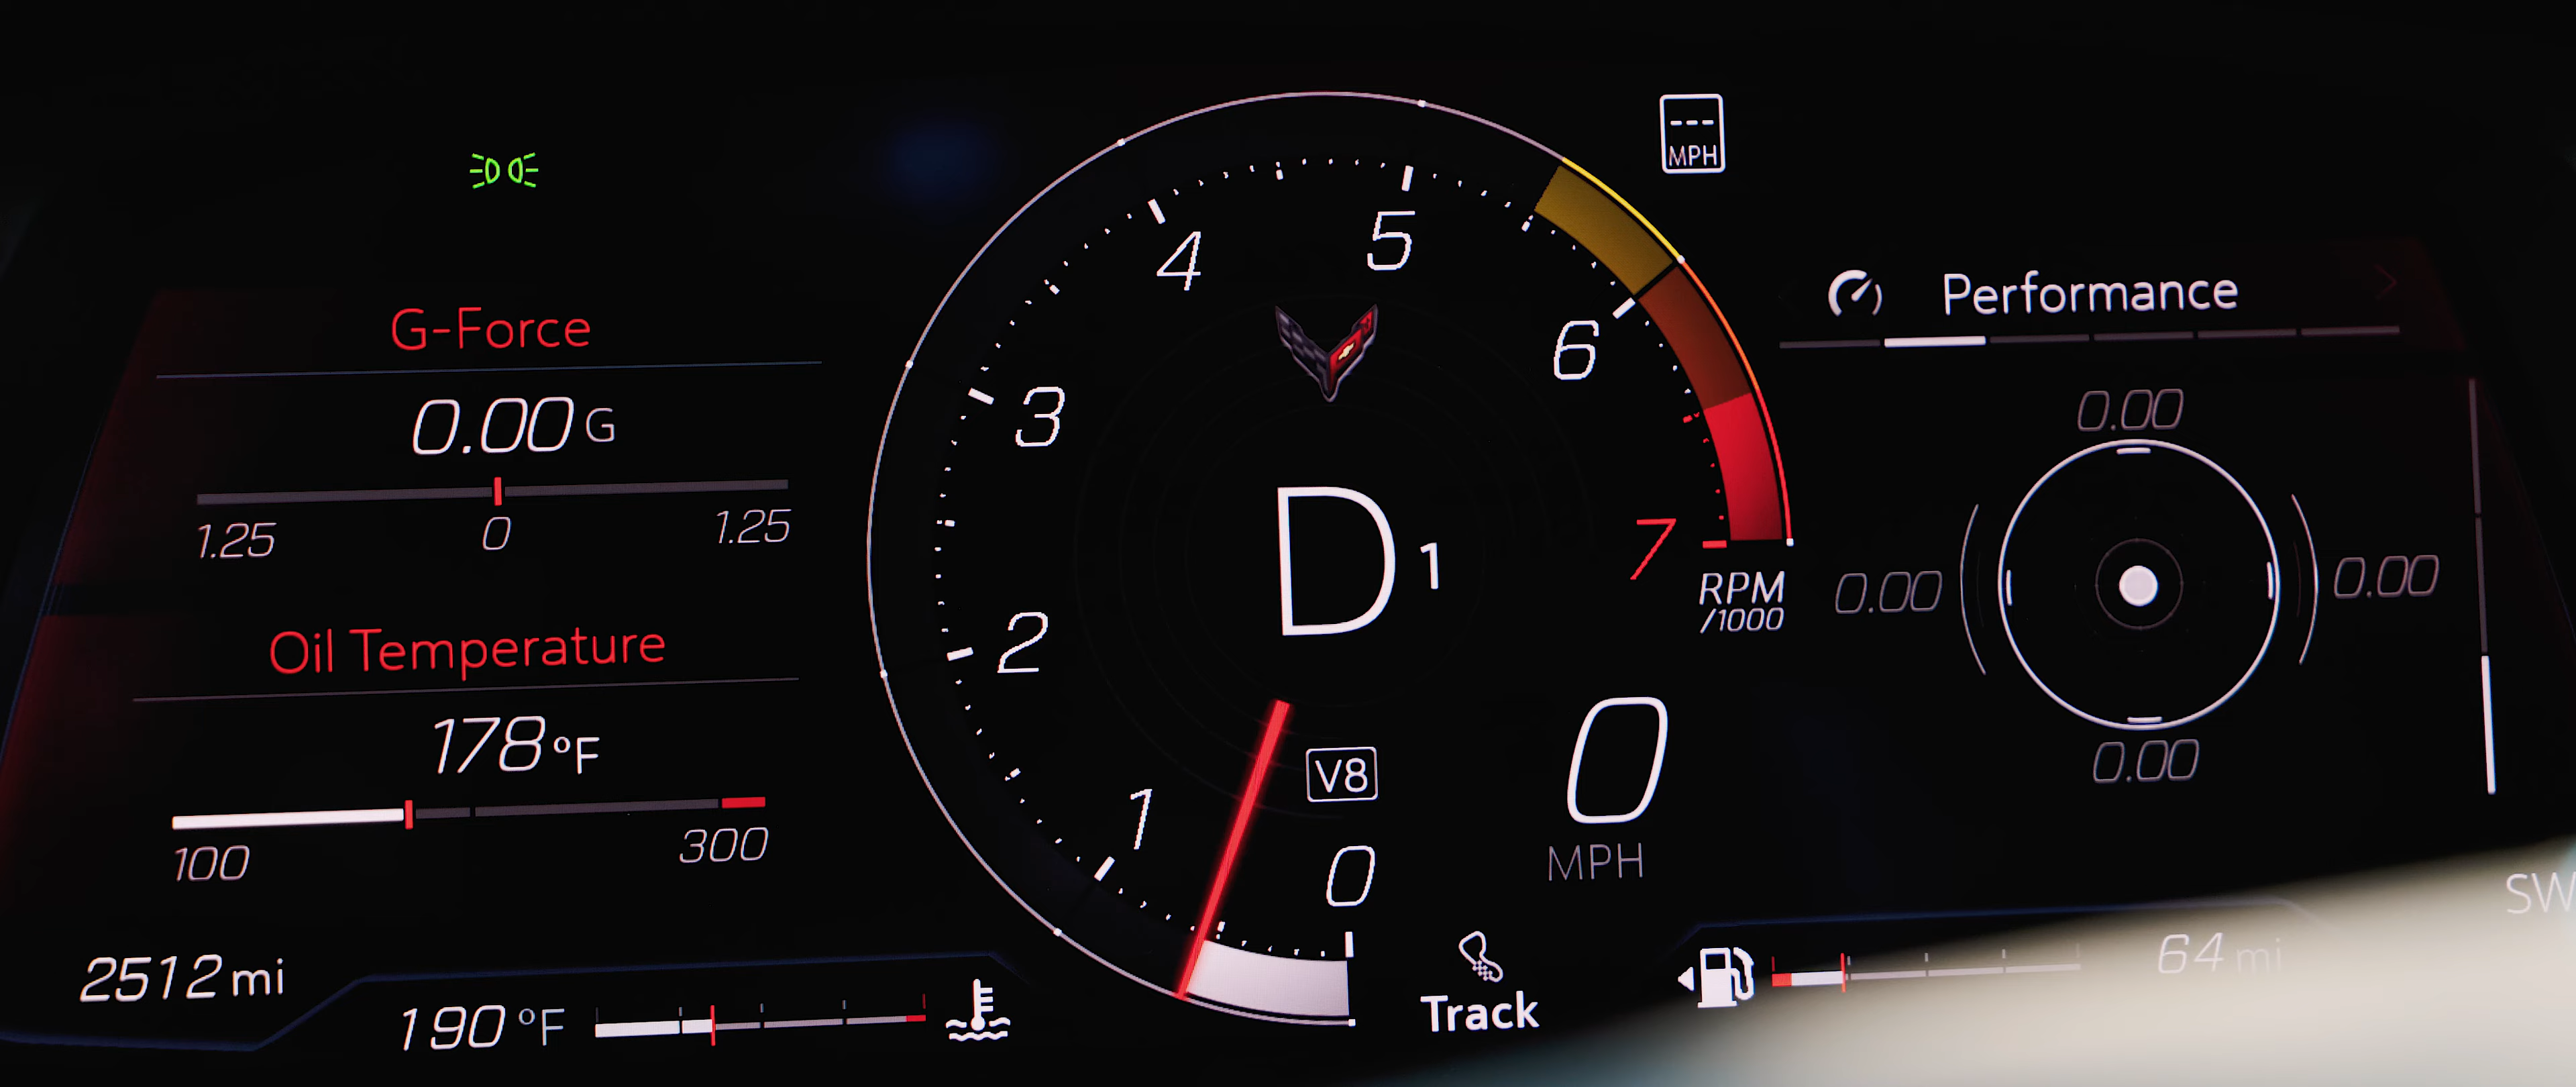 ---
MPH
G-Force
0.00 G
1.25 0 1.25
Oil Temperature
178 °F
100 300
2512 mi
190 °F
0
1
2
3
4
5
6
7
RPM
/1000
D 1
V8
0
MPH
Track
Performance
0.00
0.00 0.00
0.00
64 mi
SW